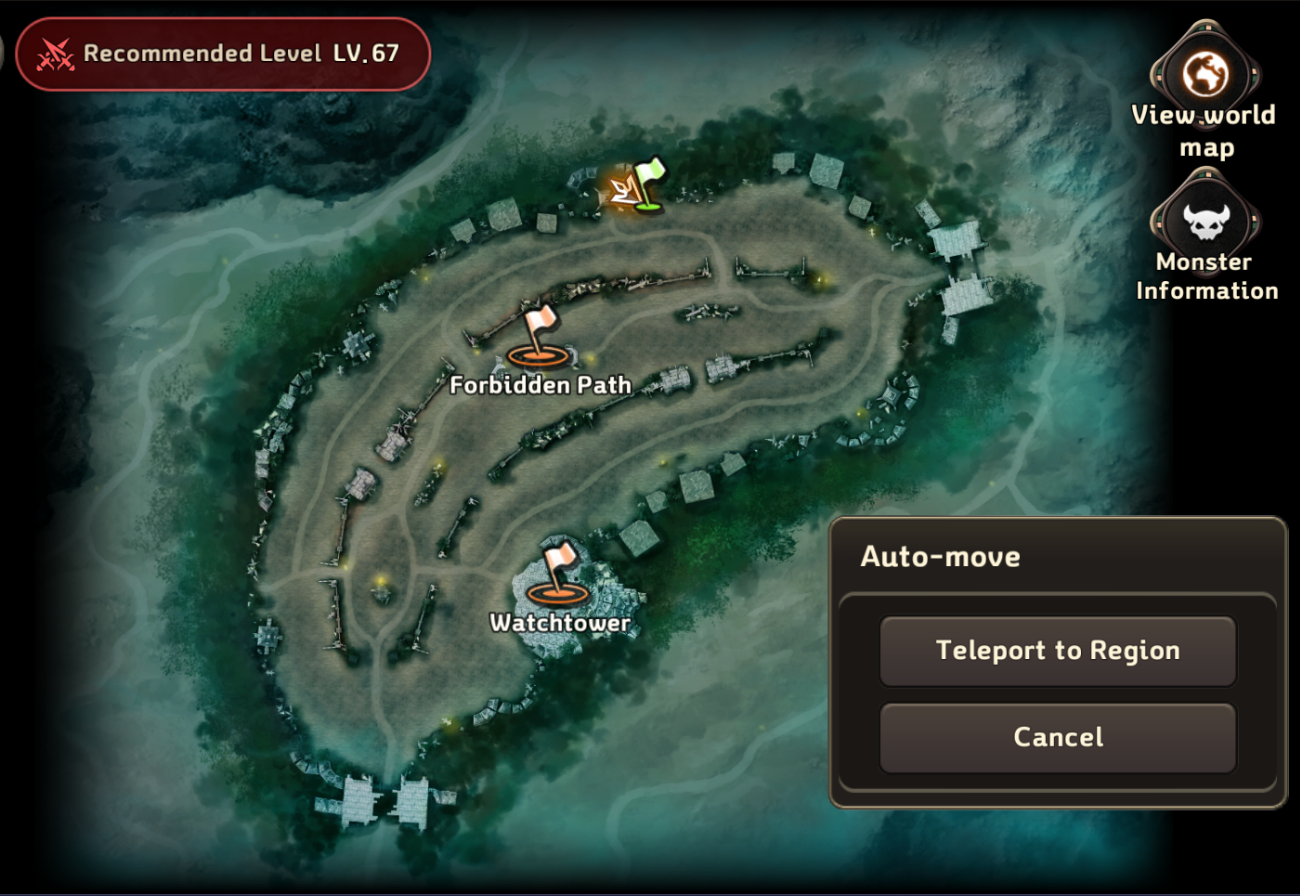 Recommended Level LV.67
View world
map
Monster
Information
Forbidden Path
Watchtower
Auto-move
Teleport to Region
Cancel